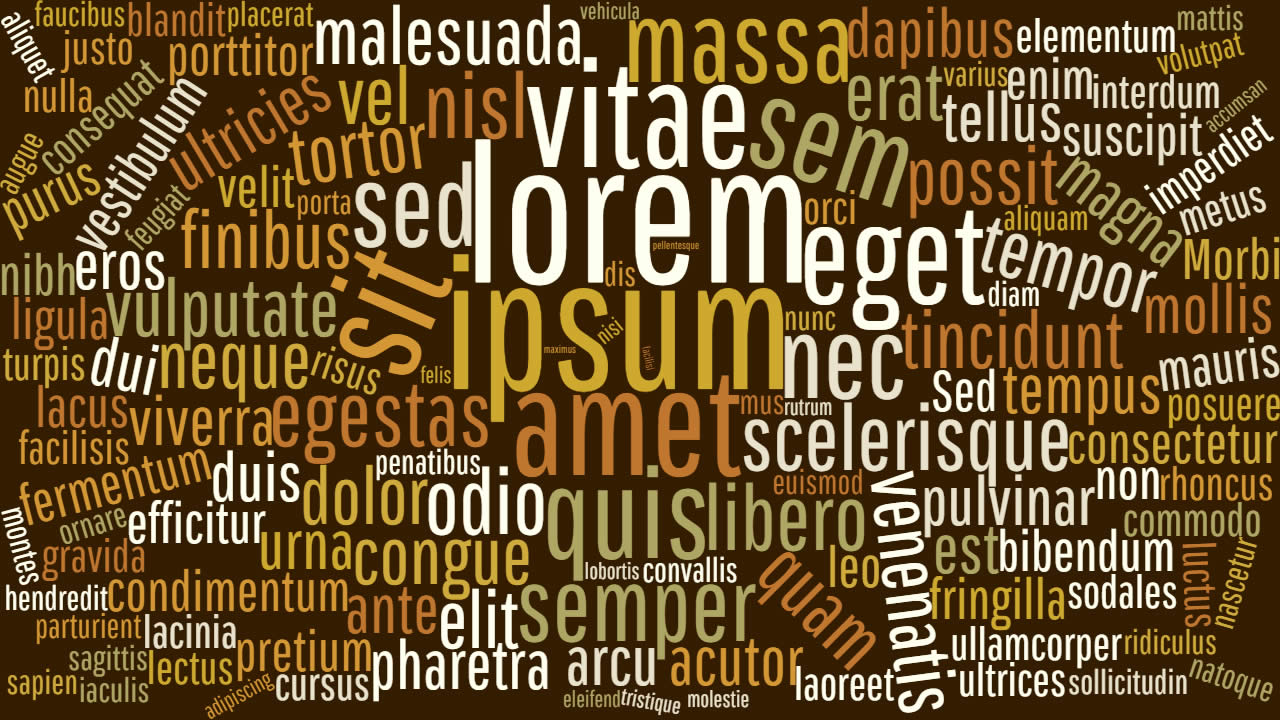 faucibus
blandit
placerat
vehicula
mattis
aliquet
justo
porttitor
malesuada
massa
dapibus
elementum
volutpat
nulla
consequat
vestibulum
ultricies
vel
nisl
vitae
sem
erat
varius
enim
interdum
accumsan
tellus
suscipit
augue
purus
feugiat
velit
tortor
porta
sed
lorem
possit
magna
imperdiet
metus
orci
aliquam
finibus
pellentesque
eget
tempor
Morbi
nibh
eros
sit
dis
diam
ligula
vulputate
ipsum
nisi
nunc
tincidunt
mollis
turpis
dui
neque
risus
felis
maximus
facilisi
nec
mauris
lacus
viverra
egestas
amet
mus
rutrum
Sed
tempus
posuere
facilisis
scelerisque
consectetur
fermentum
duis
penatibus
dolor
odio
quis
libero
euismod
venenatis
pulvinar
non
rhoncus
montes
ornare
efficitur
commodo
gravida
urna
congue
lobortis
convallis
quam
leo
est
bibendum
luctus
nascetur
hendredit
condimentum
ante
elit
semper
fringilla
sodales
parturient
lacinia
ullamcorper
ridiculus
sagittis
lectus
pretium
pharetra
arcu
acutor
laoreet
ultrices
sollicitudin
natoque
sapien
iaculis
adipiscing
cursus
eleifend
tristique
molestie